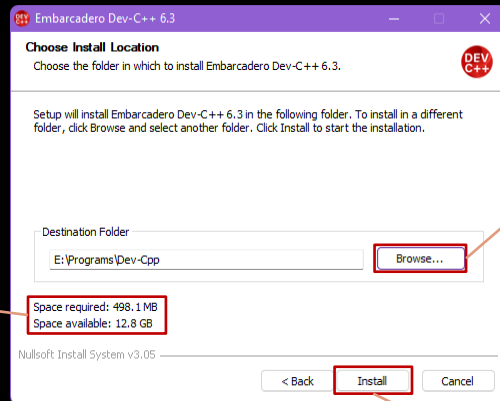 Embarcadero Dev-C++ 6.3
Choose Install Location
Choose the folder in which to install Embarcadero Dev-C++ 6.3.
DEV
C++
Setup will install Embarcadero Dev-C++ 6.3 in the following folder. To install in a different
folder, click Browse and select another folder. Click Install to start the installation.
Destination Folder
E:\Programs\Dev-Cpp
Browse...
Space required: 498.1 MB
Space available: 12.8 GB
Nullsoft Install System v3.05
< Back
Install
Cancel